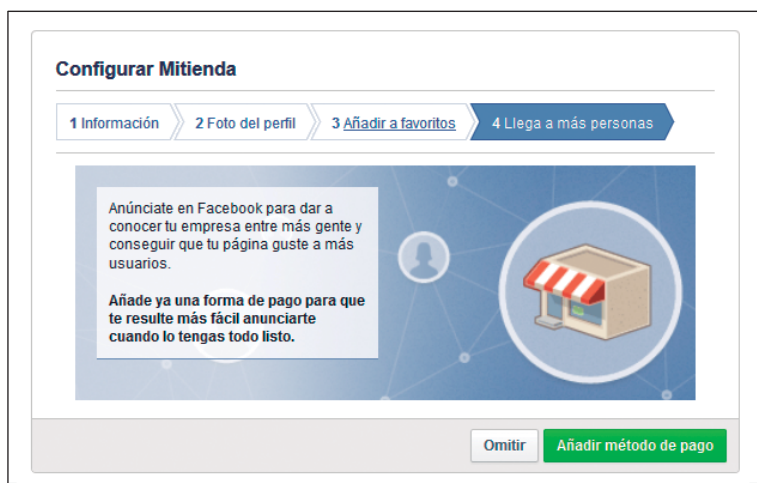 Configurar Mitienda
1 Información 2 Foto del perfil 3 Añadir a favoritos 4 Llega a más personas
Anúnciate en Facebook para dar a
conocer tu empresa entre más gente y
conseguir que tu página guste a más
usuarios.
Añade ya una forma de pago para que
te resulte más fácil anunciarte
cuando lo tengas todo listo.
Omitir Añadir método de pago